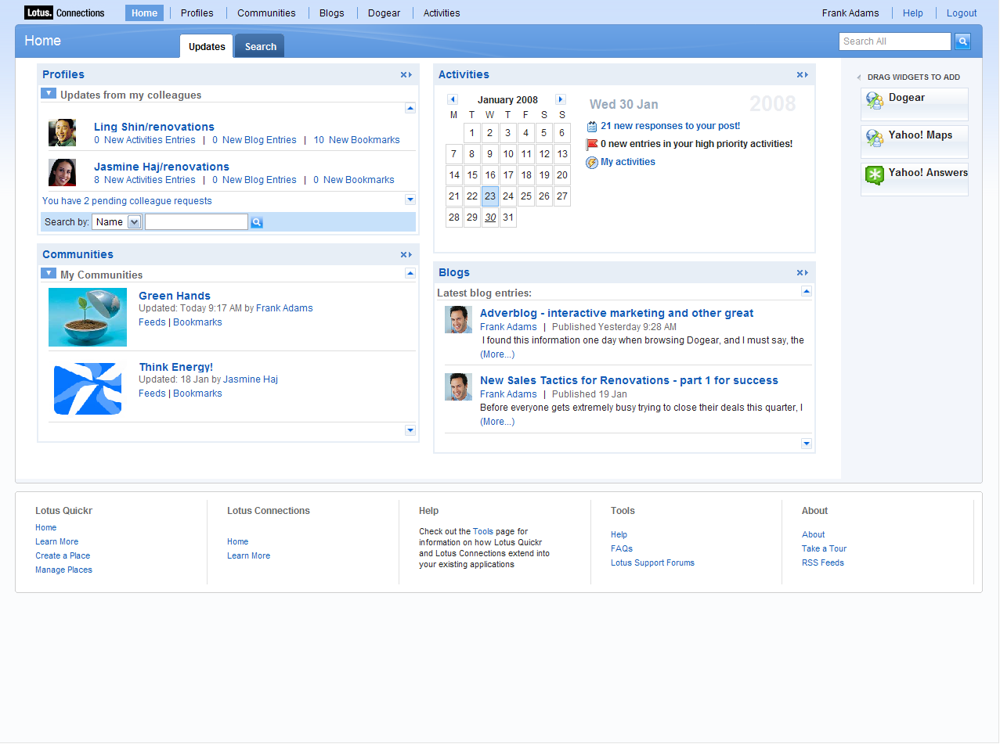 Lotus. Connections Home Profiles Communities Blogs Dogear Activities Frank Adams Help Logout
Home Updates Search Search All
Profiles
Updates from my colleagues
Ling Shin/renovations
0 New Activities Entries | 0 New Blog Entries | 10 New Bookmarks
Jasmine Haj/renovations
8 New Activities Entries | 0 New Blog Entries | 0 New Bookmarks
You have 2 pending colleague requests
Search by: Name
Communities
My Communities
Green Hands
Updated: Today 9:17 AM by Frank Adams
Feeds | Bookmarks
Think Energy!
Updated: 18 Jan by Jasmine Haj
Feeds | Bookmarks
Activities
January 2008
M T W T F S S
1 2 3 4 5 6
7 8 9 10 11 12 13
14 15 16 17 18 19 20
21 22 23 24 25 26 27
28 29 30 31
Wed 30 Jan 2008
21 new responses to your post!
0 new entries in your high priority activities!
My activities
Blogs
Latest blog entries:
Adverblog - interactive marketing and other great
Frank Adams | Published Yesterday 9:28 AM
I found this information one day when browsing Dogear, and I must say, the
(More...)
New Sales Tactics for Renovations - part 1 for success
Frank Adams | Published 19 Jan
Before everyone gets extremely busy trying to close their deals this quarter, I
(More...)
DRAG WIDGETS TO ADD
Dogear
Yahoo! Maps
Yahoo! Answers
Lotus Quickr
Home
Learn More
Create a Place
Manage Places
Lotus Connections
Home
Learn More
Help
Check out the Tools page for
information on how Lotus Quickr
and Lotus Connections extend into
your existing applications
Tools
Help
FAQs
Lotus Support Forums
About
About
Take a Tour
RSS Feeds